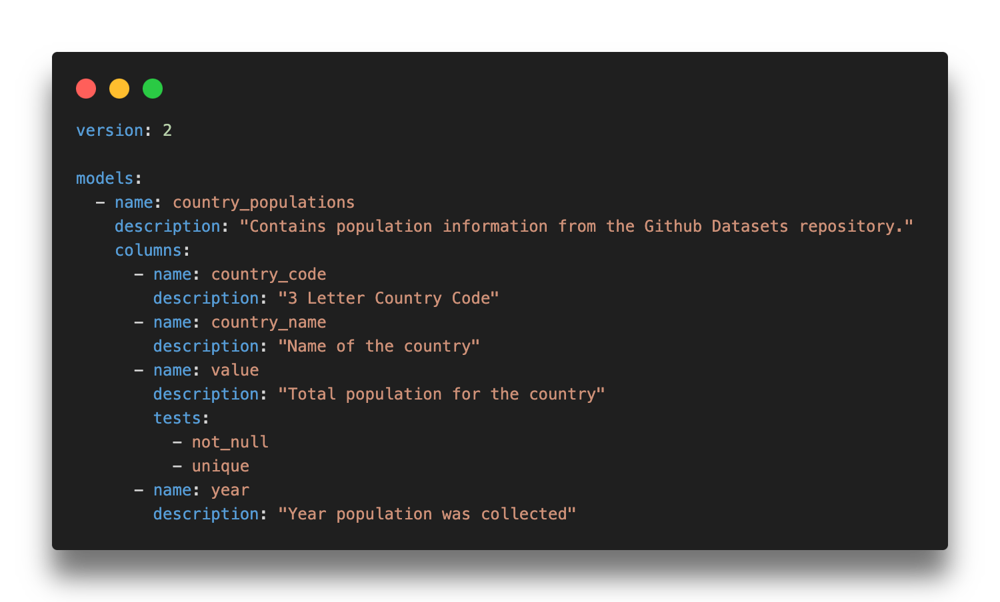 version: 2
models:
- name: country_populations
description: "Contains population information from the Github Datasets repository."
columns:
- name: country_code
description: "3 Letter Country Code"
- name: country_name
description: "Name of the country"
- name: value
description: "Total population for the country"
tests:
- not_null
- unique
- name: year
description: "Year population was collected"